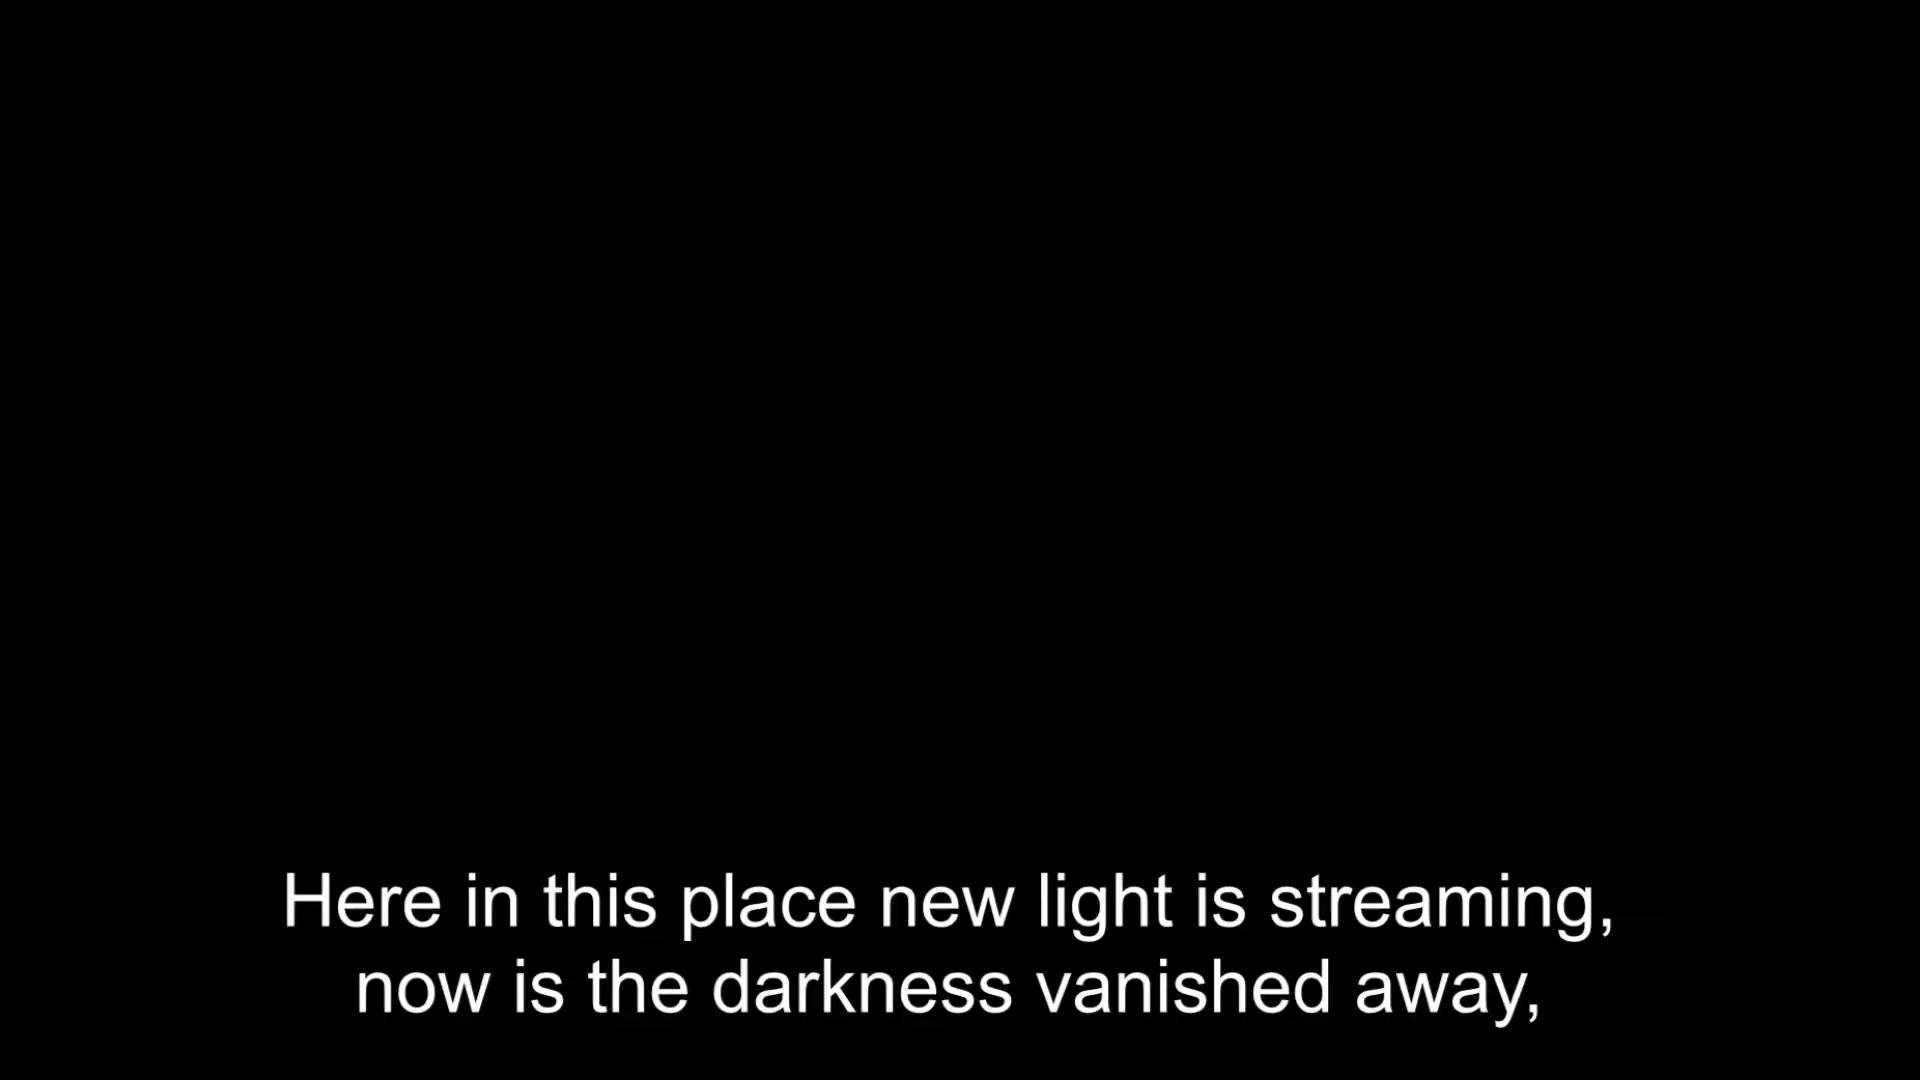 Here in this place new light is streaming,
now is the darkness vanished away,